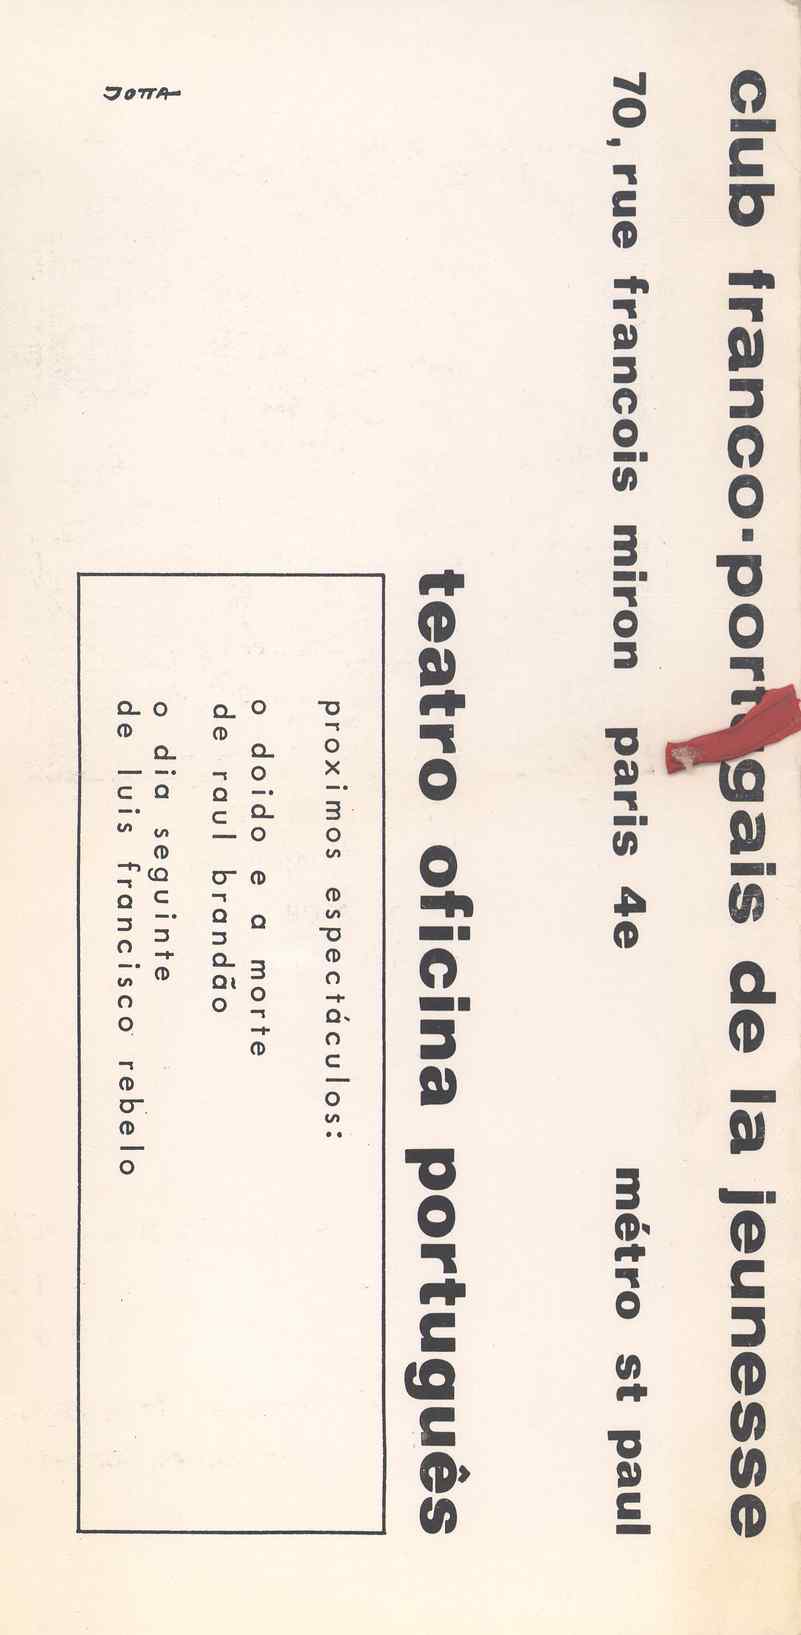 club franco-portugais de la jeunesse
70, rue francois miron paris 4e métro st paul
teatro oficina português
proximos espectáculos:
o doido e a morte
de raul brandão
o dia seguinte
de luis francisco rebelo
JOTTA